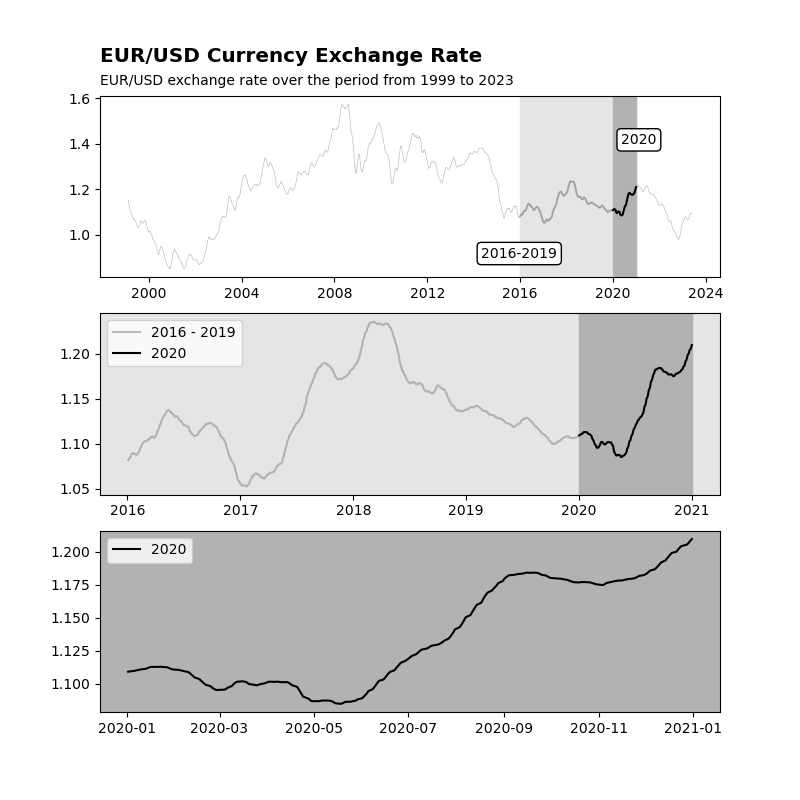 EUR/USD Currency Exchange Rate
EUR/USD exchange rate over the period from 1999 to 2023
1.6
1.4
1.2
1.0
2020
2016-2019
2000 2004 2008 2012 2016 2020 2024
2016 - 2019
2020
1.20
1.15
1.10
1.05
2016 2017 2018 2019 2020 2021
2020
1.200
1.175
1.150
1.125
1.100
2020-01 2020-03 2020-05 2020-07 2020-09 2020-11 2021-01